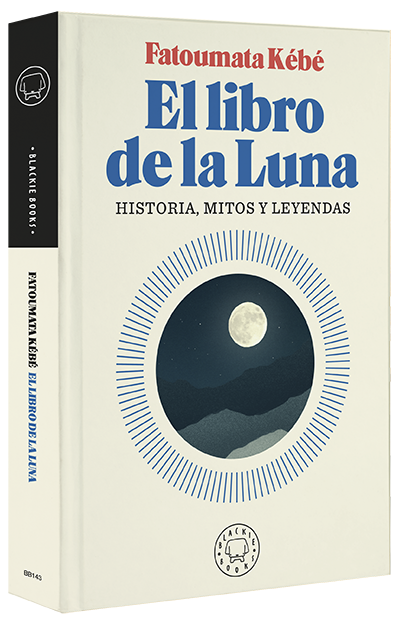 Fatoumata Kébé
El libro
de la Luna
HISTORIA, MITOS Y LEYENDAS
BLACKIE
BOOKS
BLACKIE BOOKS
FATOUMATA KÉBÉ EL LIBRO DE LA LUNA
BB143